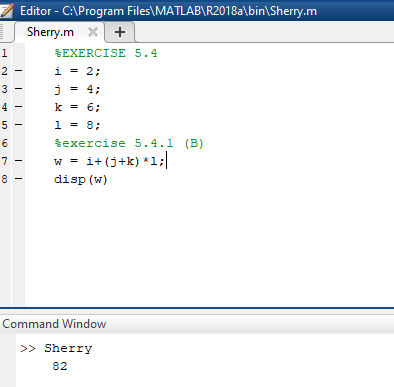 Editor - C:\Program Files\MATLAB\R2018a\bin\Sherry.m
Sherry.m × +
1 %EXERCISE 5.4
2 – i = 2;
3 – j = 4;
4 – k = 6;
5 – l = 8;
6 %exercise 5.4.1 (B)
7 – w = i+(j+k)*l;
8 – disp(w)
Command Window
>> Sherry
82